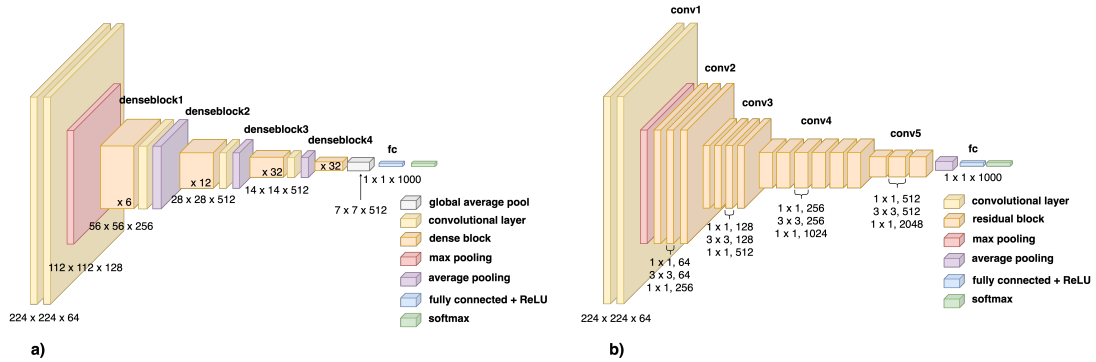 denseblock1
denseblock2
denseblock3
denseblock4
fc
x 6
x 12
x 32
x 32
1 x 1 x 1000
7 x 7 x 512
14 x 14 x 512
28 x 28 x 512
56 x 56 x 256
112 x 112 x 128
224 x 224 x 64
global average pool
convolutional layer
dense block
max pooling
average pooling
fully connected + ReLU
softmax
a)
conv1
conv2
conv3
conv4
conv5
fc
1 x 1 x 1000
1 x 1, 64
3 x 3, 64
1 x 1, 256
1 x 1, 128
3 x 3, 128
1 x 1, 512
1 x 1, 256
3 x 3, 256
1 x 1, 1024
1 x 1, 512
3 x 3, 512
1 x 1, 2048
224 x 224 x 64
convolutional layer
residual block
max pooling
average pooling
fully connected + ReLU
softmax
b)